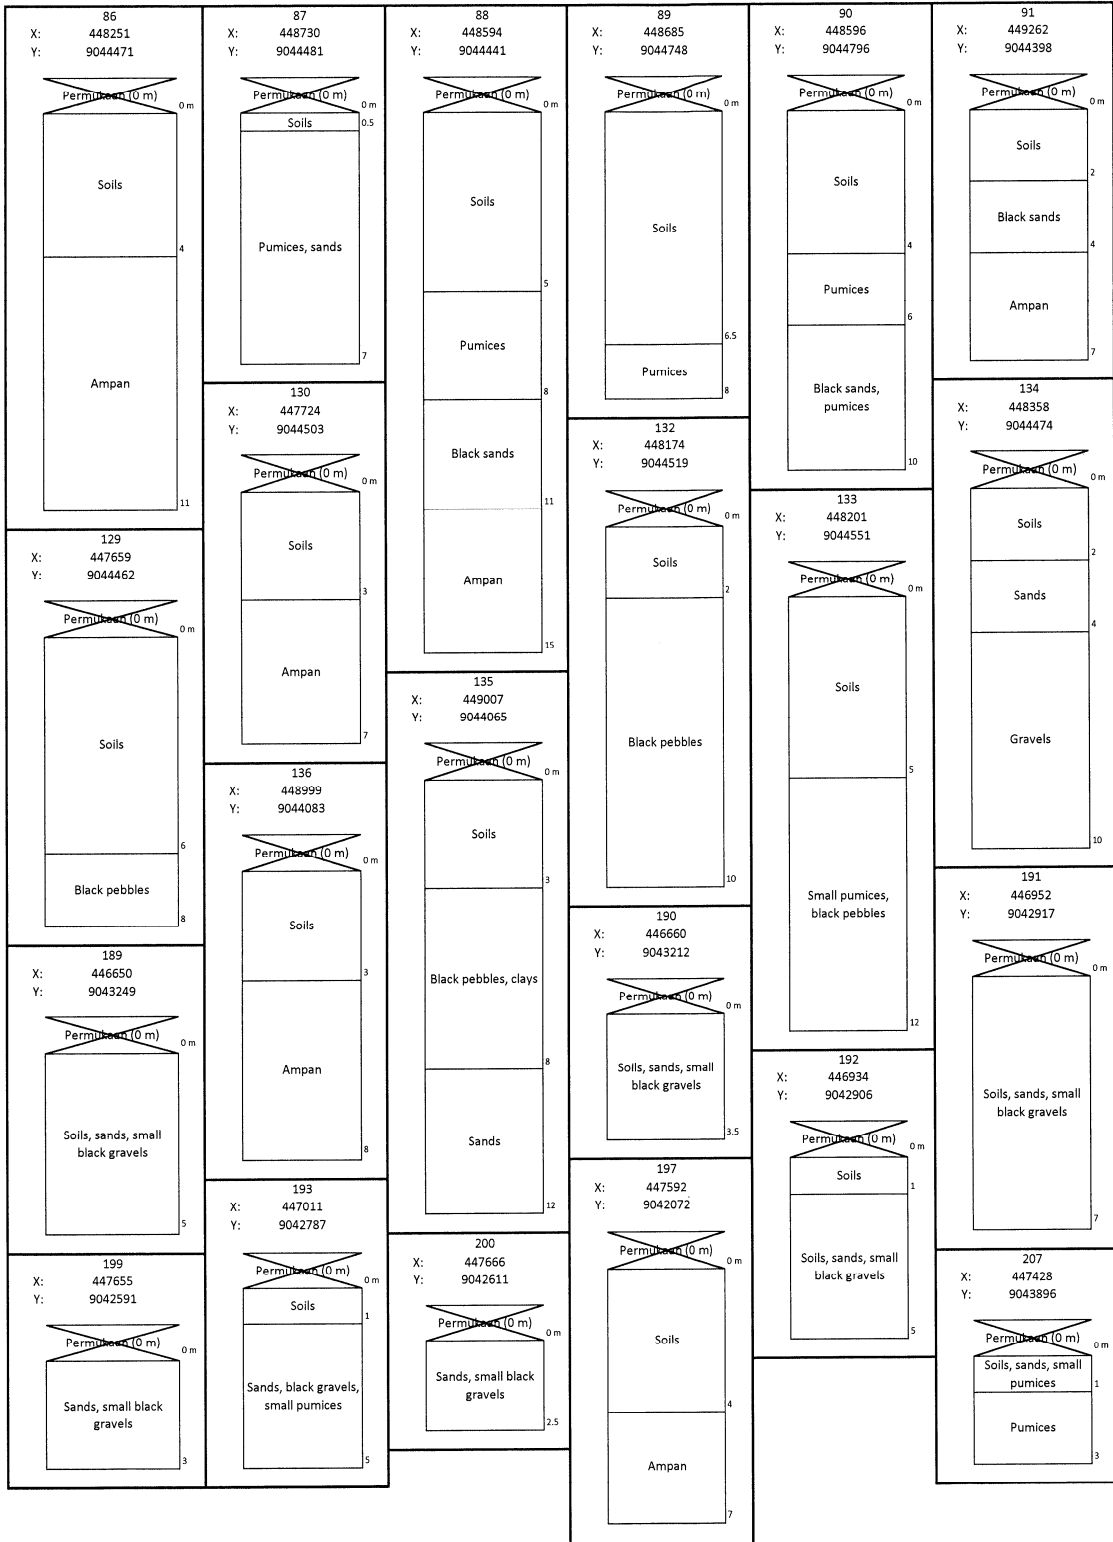 86
X: 448251
Y: 9044471
Permukaan (0 m)
0 m
Soils
4
Ampan
11
129
X: 447659
Y: 9044462
Permukaan (0 m)
0 m
Soils
6
Black pebbles
8
189
X: 446650
Y: 9043249
Permukaan (0 m)
0 m
Soils, sands, small
black gravels
5
199
X: 447655
Y: 9042591
Permukaan (0 m)
0 m
Sands, small black
gravels
3
87
X: 448730
Y: 9044481
Permukaan (0 m)
0 m
Soils
0.5
Pumices, sands
7
130
X: 447724
Y: 9044503
Permukaan (0 m)
0 m
Soils
3
Ampan
7
136
X: 448999
Y: 9044083
Permukaan (0 m)
0 m
Soils
3
Ampan
8
193
X: 447011
Y: 9042787
Permukaan (0 m)
0 m
Soils
1
Sands, black gravels,
small pumices
5
88
X: 448594
Y: 9044441
Permukaan (0 m)
0 m
Soils
5
Pumices
8
Black sands
11
Ampan
15
135
X: 449007
Y: 9044065
Permukaan (0 m)
0 m
Soils
3
Black pebbles, clays
8
Sands
12
200
X: 447666
Y: 9042611
Permukaan (0 m)
0 m
Sands, small black
gravels
2.5
89
X: 448685
Y: 9044748
Permukaan (0 m)
0 m
Soils
6.5
Pumices
8
132
X: 448174
Y: 9044519
Permukaan (0 m)
0 m
Soils
2
Black pebbles
10
190
X: 446660
Y: 9043212
Permukaan (0 m)
0 m
Soils, sands, small
black gravels
3.5
197
X: 447592
Y: 9042072
Permukaan (0 m)
0 m
Soils
4
Ampan
7
90
X: 448596
Y: 9044796
Permukaan (0 m)
0 m
Soils
4
Pumices
6
Black sands,
pumices
10
133
X: 448201
Y: 9044551
Permukaan (0 m)
0 m
Soils
5
Small pumices,
black pebbles
12
192
X: 446934
Y: 9042906
Permukaan (0 m)
0 m
Soils
1
Soils, sands, small
black gravels
5
91
X: 449262
Y: 9044398
Permukaan (0 m)
0 m
Soils
2
Black sands
4
Ampan
7
134
X: 448358
Y: 9044474
Permukaan (0 m)
0 m
Soils
2
Sands
4
Gravels
10
191
X: 446952
Y: 9042917
Permukaan (0 m)
0 m
Soils, sands, small
black gravels
7
207
X: 447428
Y: 9043896
Permukaan (0 m)
0 m
Soils, sands, small
pumices
1
Pumices
3